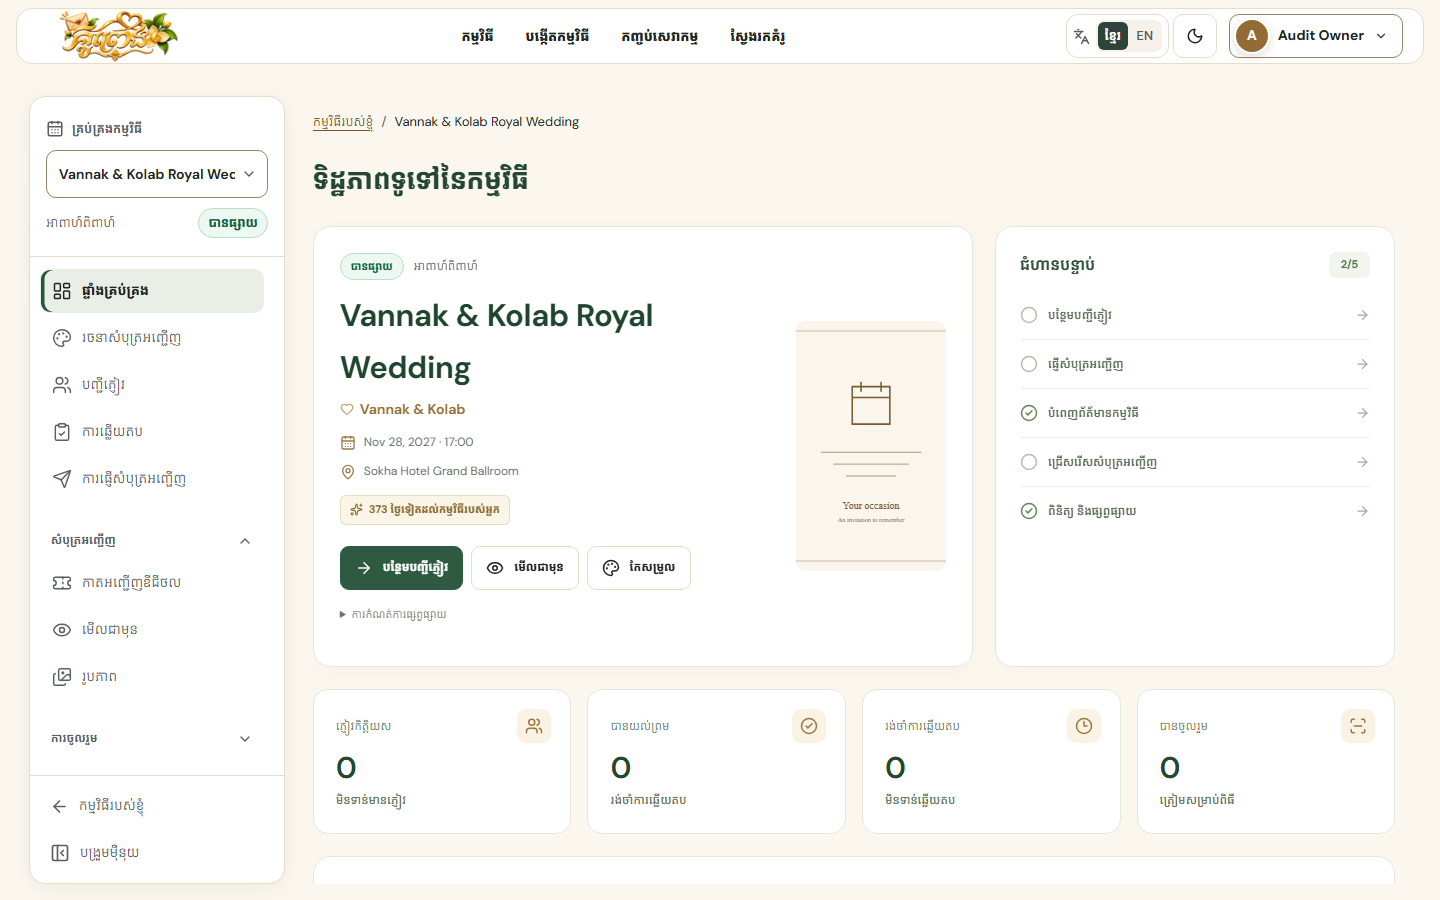 គូព្រេង
កម្មវិធី
បង្កើតកម្មវិធី
កញ្ចប់សេវាកម្ម
ស្វែងរកគំរូ
ខ្មែរ
EN
A
Audit Owner
គ្រប់គ្រងកម្មវិធី
Vannak & Kolab Royal Wec
អាពាហ៍ពិពាហ៍
បានផ្សាយ
ផ្ទាំងគ្រប់គ្រង
រចនាសំបុត្រអញ្ជើញ
បញ្ជីភ្ញៀវ
ការឆ្លើយតប
ការផ្ញើសំបុត្រអញ្ជើញ
សំបុត្រអញ្ជើញ
កាតអញ្ជើញឌីជីថល
មើលជាមុន
រូបភាព
ការចូលរួម
កម្មវិធីរបស់ខ្ញុំ
បង្រួមម៉ឺនុយ
កម្មវិធីរបស់ខ្ញុំ / Vannak & Kolab Royal Wedding
ទិដ្ឋភាពទូទៅនៃកម្មវិធី
បានផ្សាយ
អាពាហ៍ពិពាហ៍
Vannak & Kolab Royal
Wedding
Vannak & Kolab
Nov 28, 2027 · 17:00
Sokha Hotel Grand Ballroom
373 ថ្ងៃទៀតដល់កម្មវិធីរបស់អ្នក
បន្ថែមបញ្ជីភ្ញៀវ
មើលជាមុន
កែសម្រួល
ការកំណត់ការផ្សព្វផ្សាយ
Your occasion
An invitation to remember
ជំហានបន្ទាប់
2/5
បន្ថែមបញ្ជីភ្ញៀវ
ផ្ញើសំបុត្រអញ្ជើញ
បំពេញព័ត៌មានកម្មវិធី
ជ្រើសរើសសំបុត្រអញ្ជើញ
ពិនិត្យ និងផ្សព្វផ្សាយ
ភ្ញៀវកិត្តិយស
0
មិនទាន់មានភ្ញៀវ
បានយល់ព្រម
0
រង់ចាំការឆ្លើយតប
រង់ចាំការឆ្លើយតប
0
មិនទាន់ឆ្លើយតប
បានចូលរួម
0
ត្រៀមសម្រាប់ពិធី